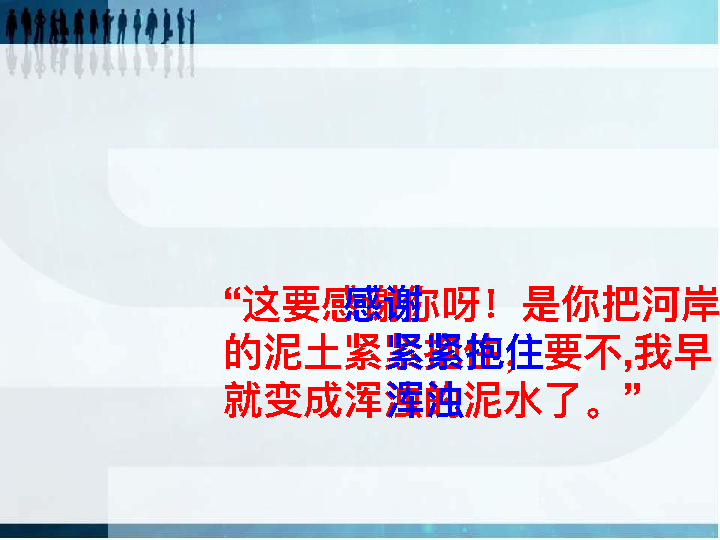 “这要感谢你呀！是你把河岸
的泥土紧紧抱住，要不,我早
就变成浑浊的泥水了。”
感谢
紧紧抱住
浑浊